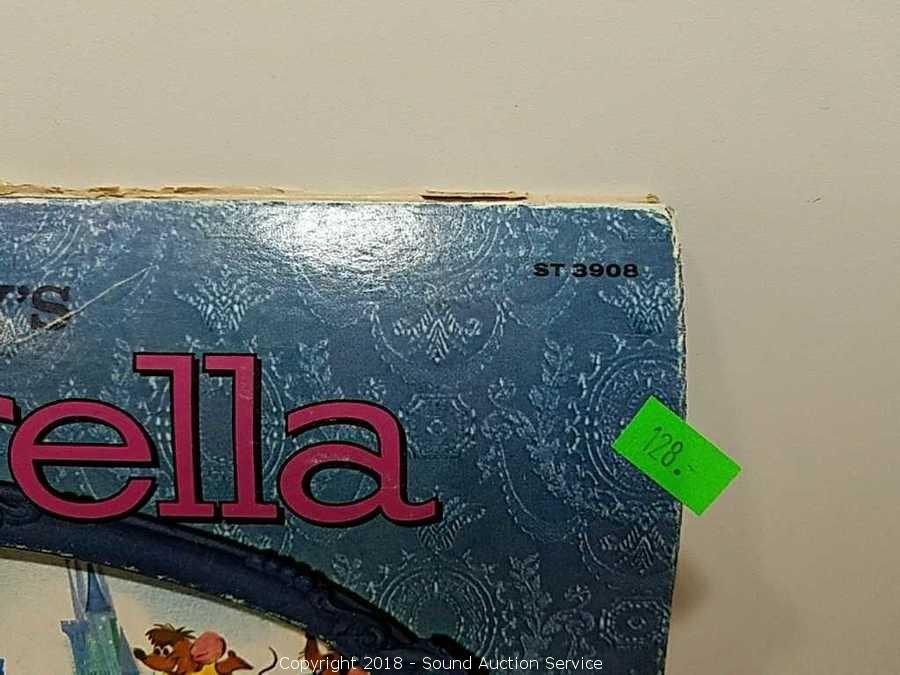 ST 3908
Y'S
rella
128.-
Copyright 2018 - Sound Auction Service